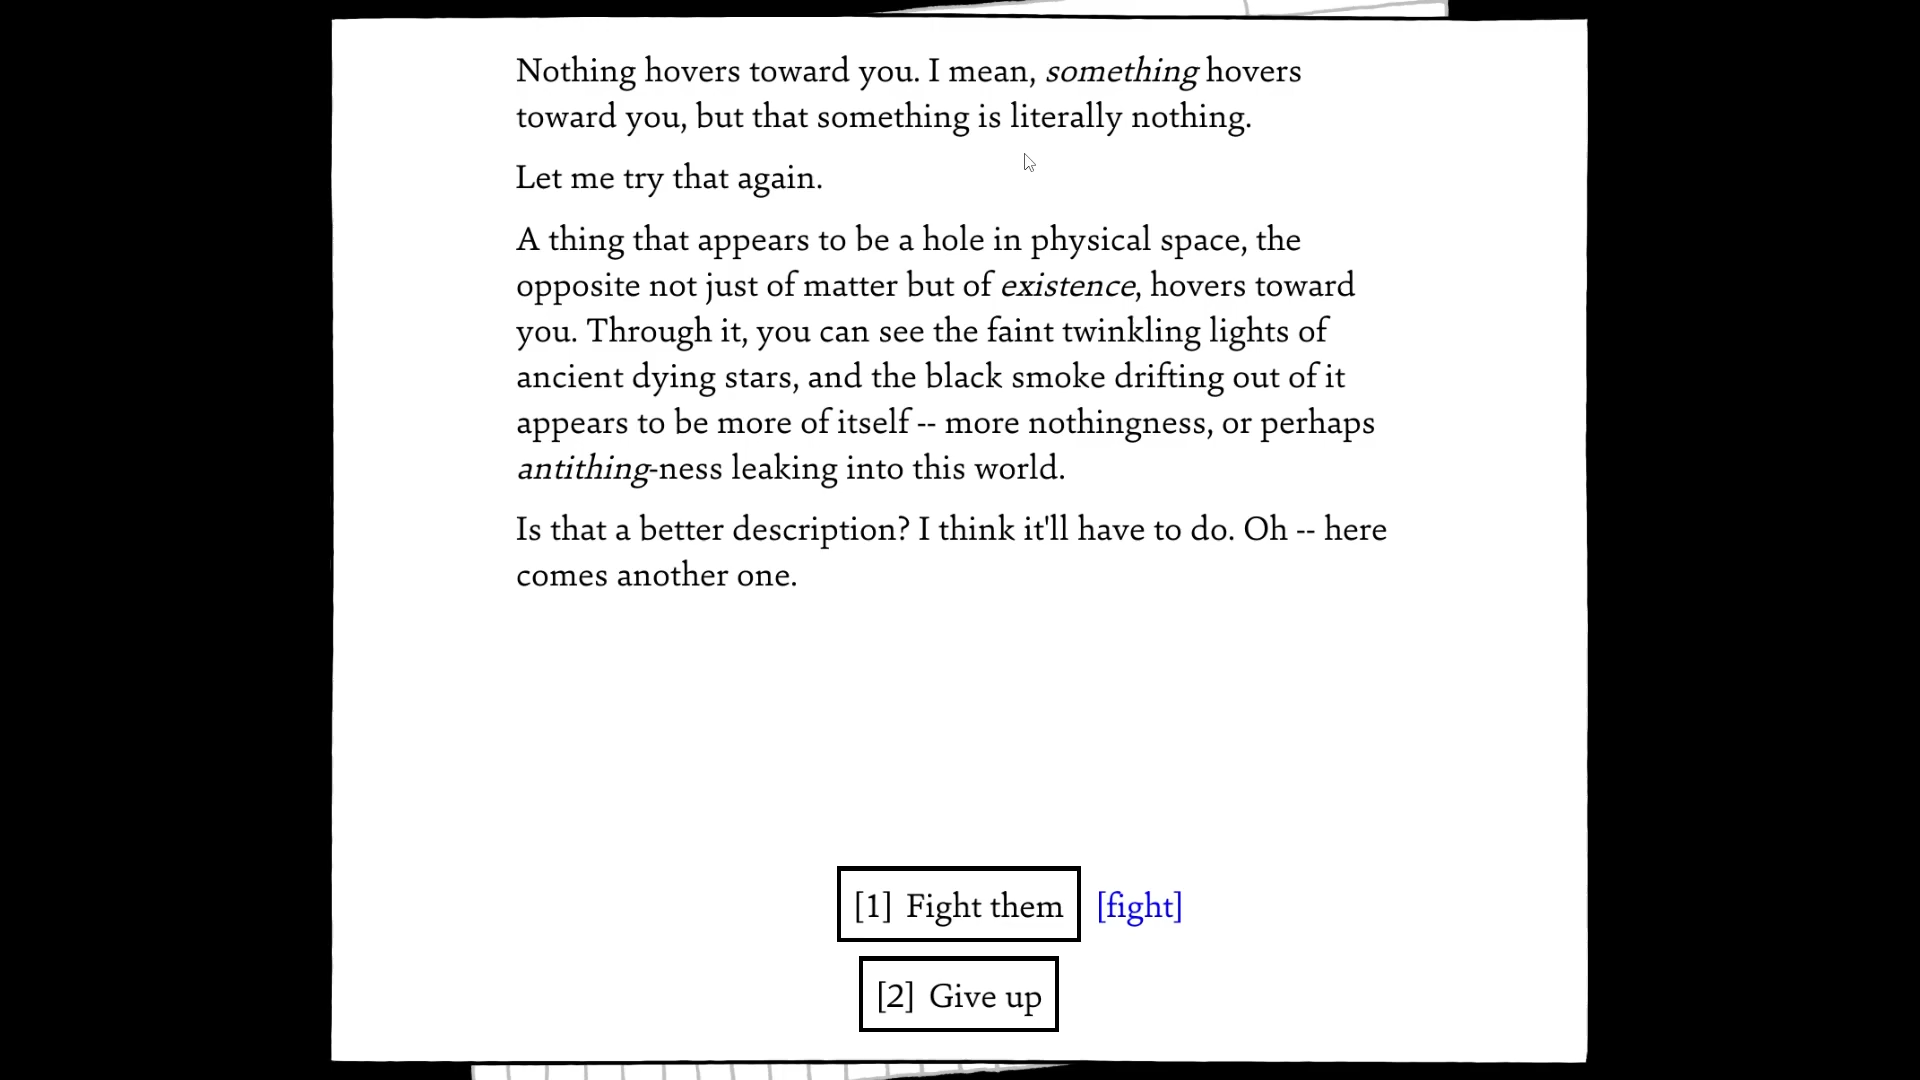 Nothing hovers toward you. I mean, something hovers
toward you, but that something is literally nothing.
Let me try that again.
A thing that appears to be a hole in physical space, the
opposite not just of matter but of existence, hovers toward
you. Through it, you can see the faint twinkling lights of
ancient dying stars, and the black smoke drifting out of it
appears to be more of itself -- more nothingness, or perhaps
antithing-ness leaking into this world.
Is that a better description? I think it'll have to do. Oh -- here
comes another one.
[1] Fight them [fight]
[2] Give up